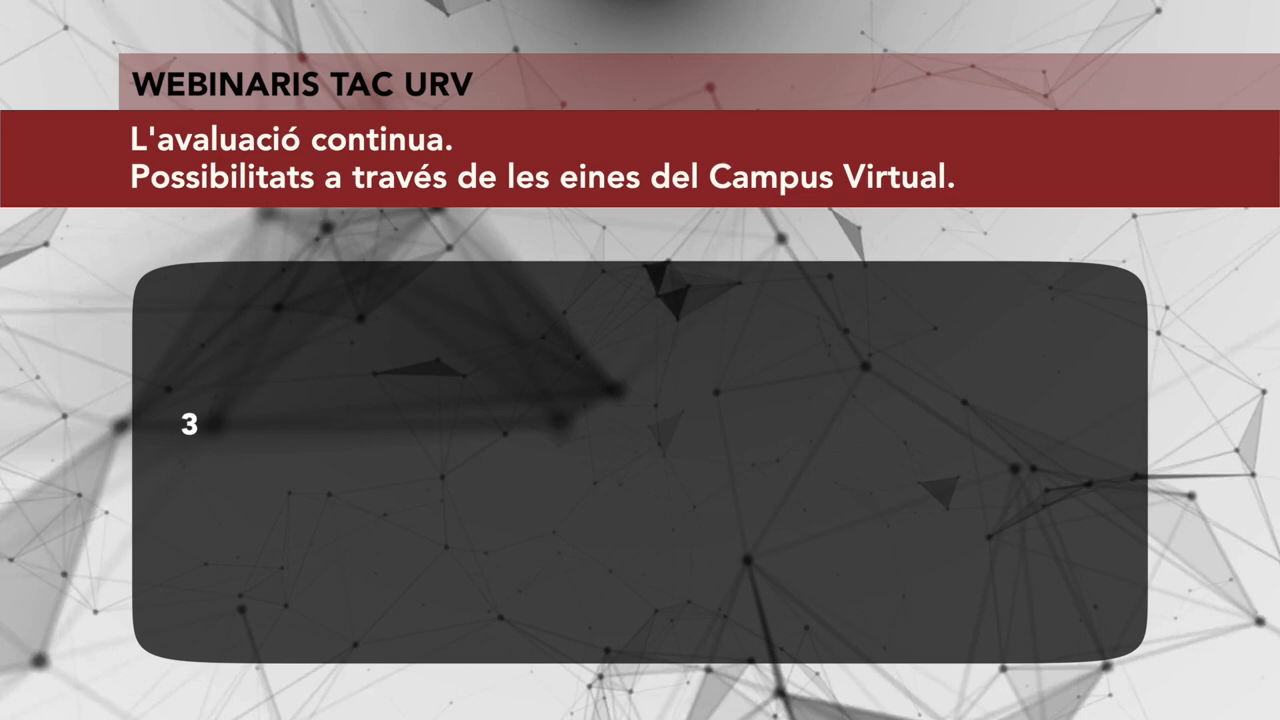 WEBINARIS TAC URV
L'avaluació continua.
Possibilitats a través de les eines del Campus Virtual.
3